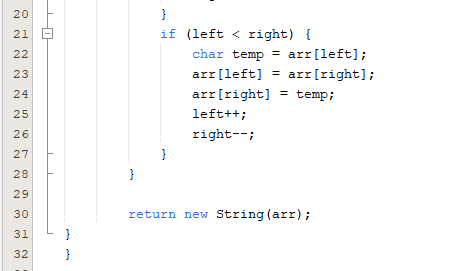 20 }
21 if (left < right) {
22 char temp = arr[left];
23 arr[left] = arr[right];
24 arr[right] = temp;
25 left++;
26 right--;
27 }
28 }
29
30 return new String(arr);
31 }
32 }